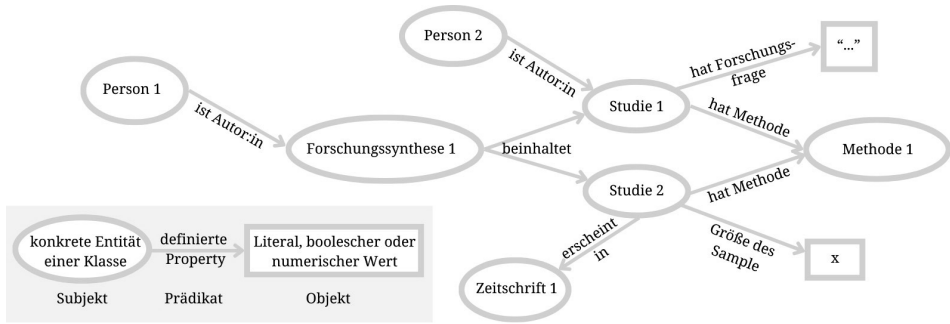 Person 2
hat Forschungs-
frage
“...”
Person 1
ist Autor:in
ist Autor:in
Studie 1
hat Methode
Forschungssynthese 1
beinhaltet
Methode 1
Studie 2
hat Methode
erscheint
in
Größe des
Sample
x
Zeitschrift 1
konkrete Entität
einer Klasse
definierte
Property
Literal, boolescher oder
numerischer Wert
Subjekt
Prädikat
Objekt